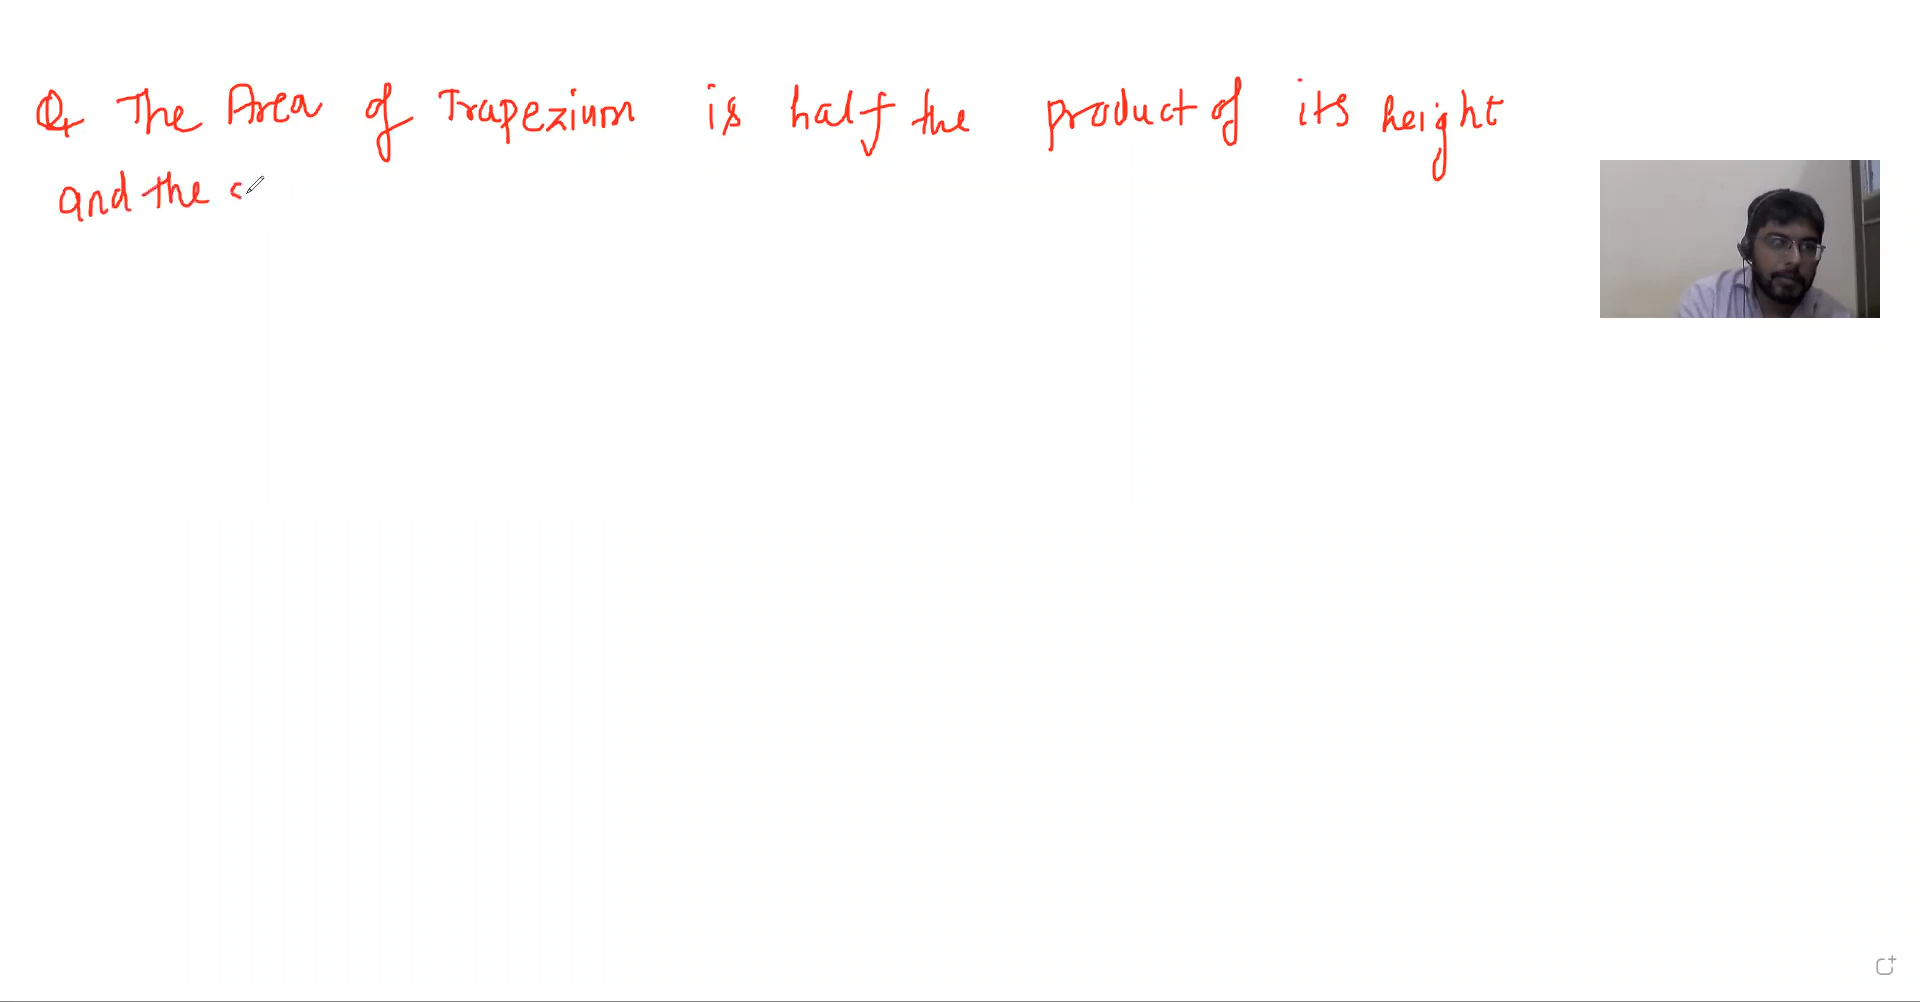 Q. The Area of Trapezium is half the product of its height
and the